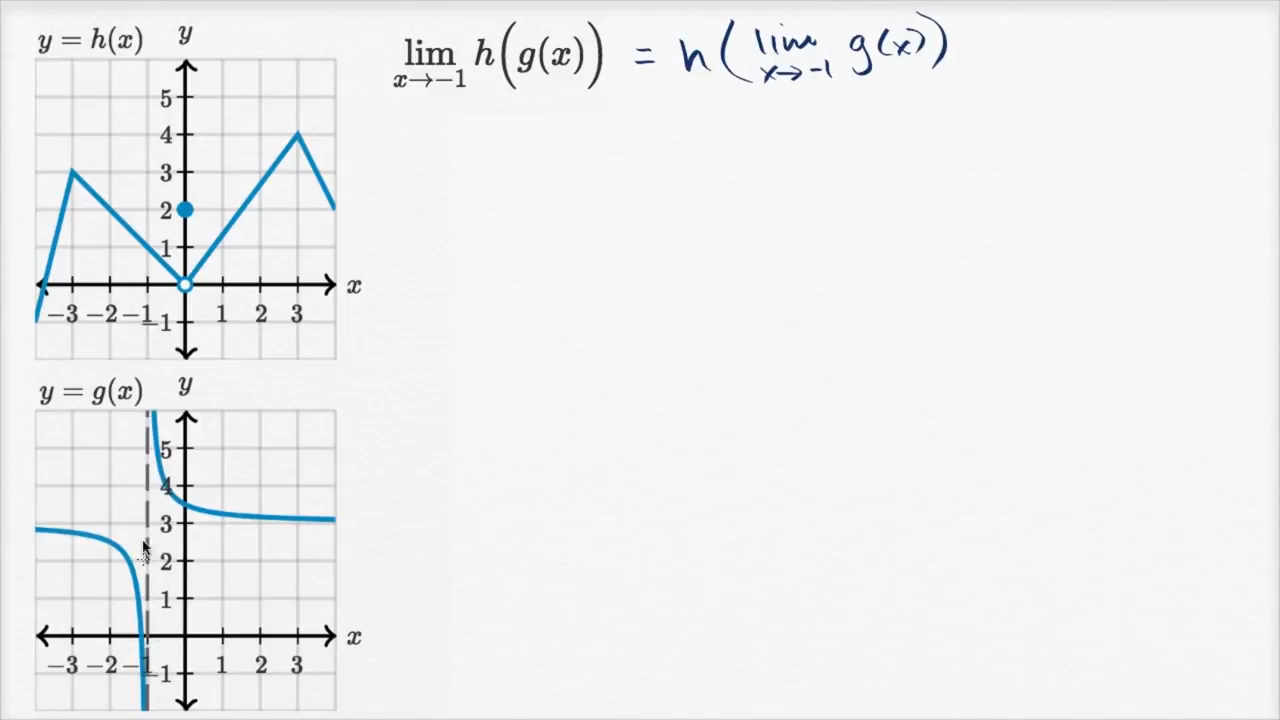 y = h(x)
y
lim x→−1 h(g(x)) = h(lim x→−1 g(x))
5
4
3
2
1
−3 −2 −1 1 2 3 x
−1
y = g(x)
y
5
4
3
2
1
x
−3 −2 −1 1 2 3
−1